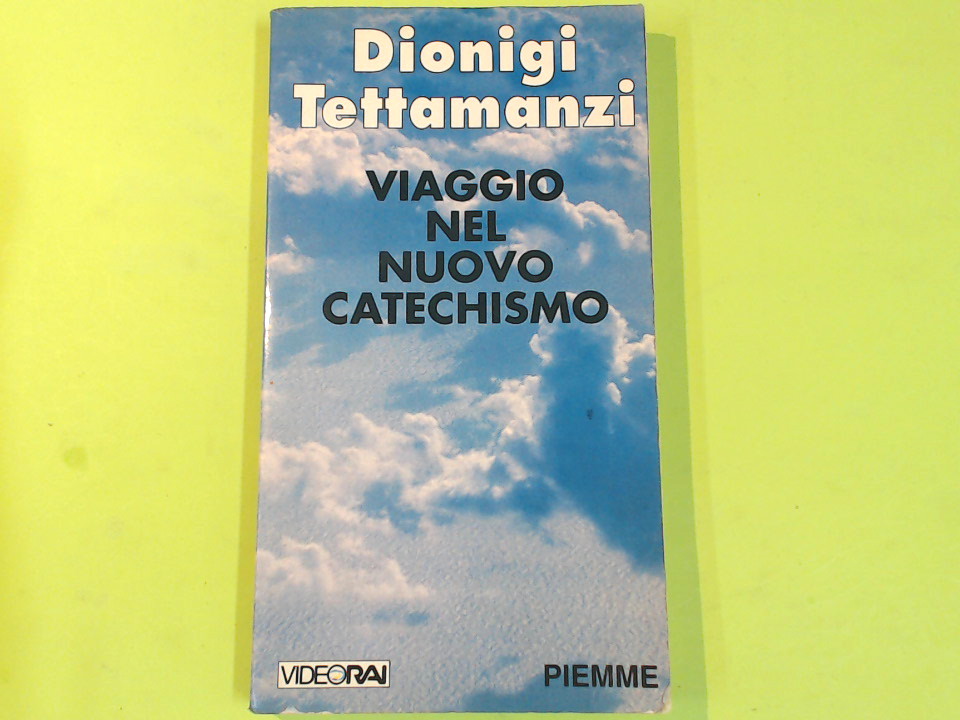 Dionigi
Tettamanzi
VIAGGIO
NEL
NUOVO
CATECHISMO
VIDEORAI
PIEMME